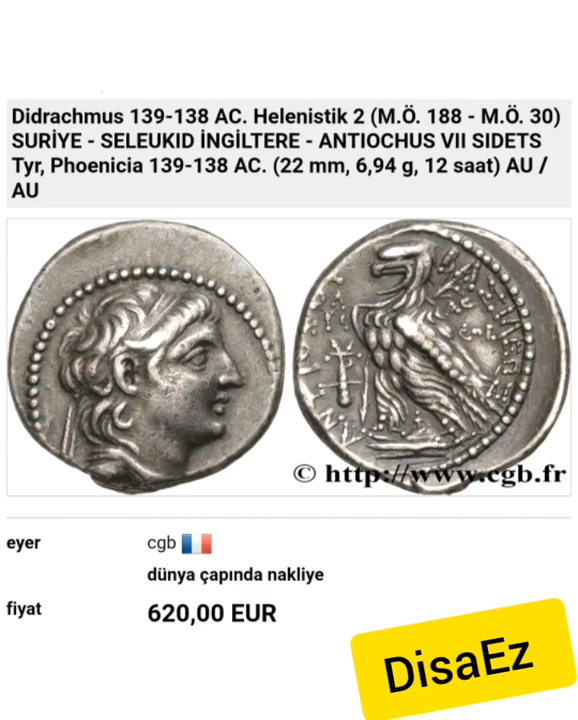 Didrachmus 139-138 AC. Helenistik 2 (M.Ö. 188 - M.Ö. 30)
SURİYE - SELEUKID İNGİLTERE - ANTIOCHUS VII SIDETS
Tyr, Phoenicia 139-138 AC. (22 mm, 6,94 g, 12 saat) AU /
AU
© http://www.cgb.fr
eyer cgb
dünya çapında nakliye
fiyat 620,00 EUR
DisaEz